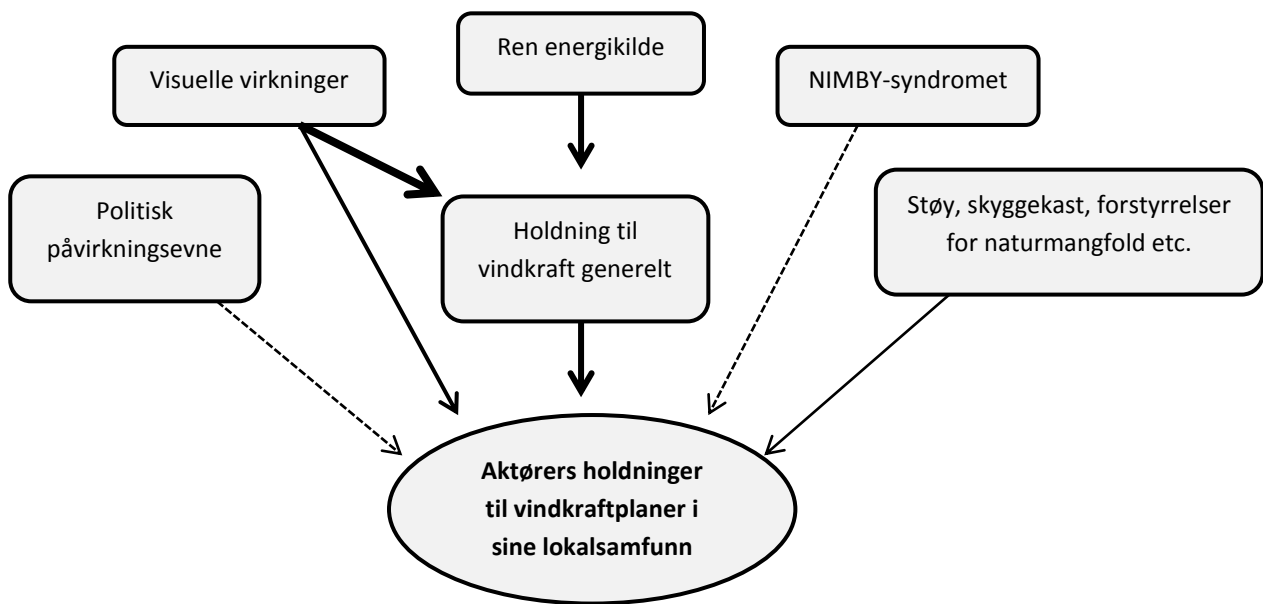 Ren energikilde
Visuelle virkninger
NIMBY-syndromet
Politisk
påvirkningsevne
Holdning til
vindkraft generelt
Støy, skyggekast, forstyrrelser
for naturmangfold etc.
Aktørers holdninger
til vindkraftplaner i
sine lokalsamfunn